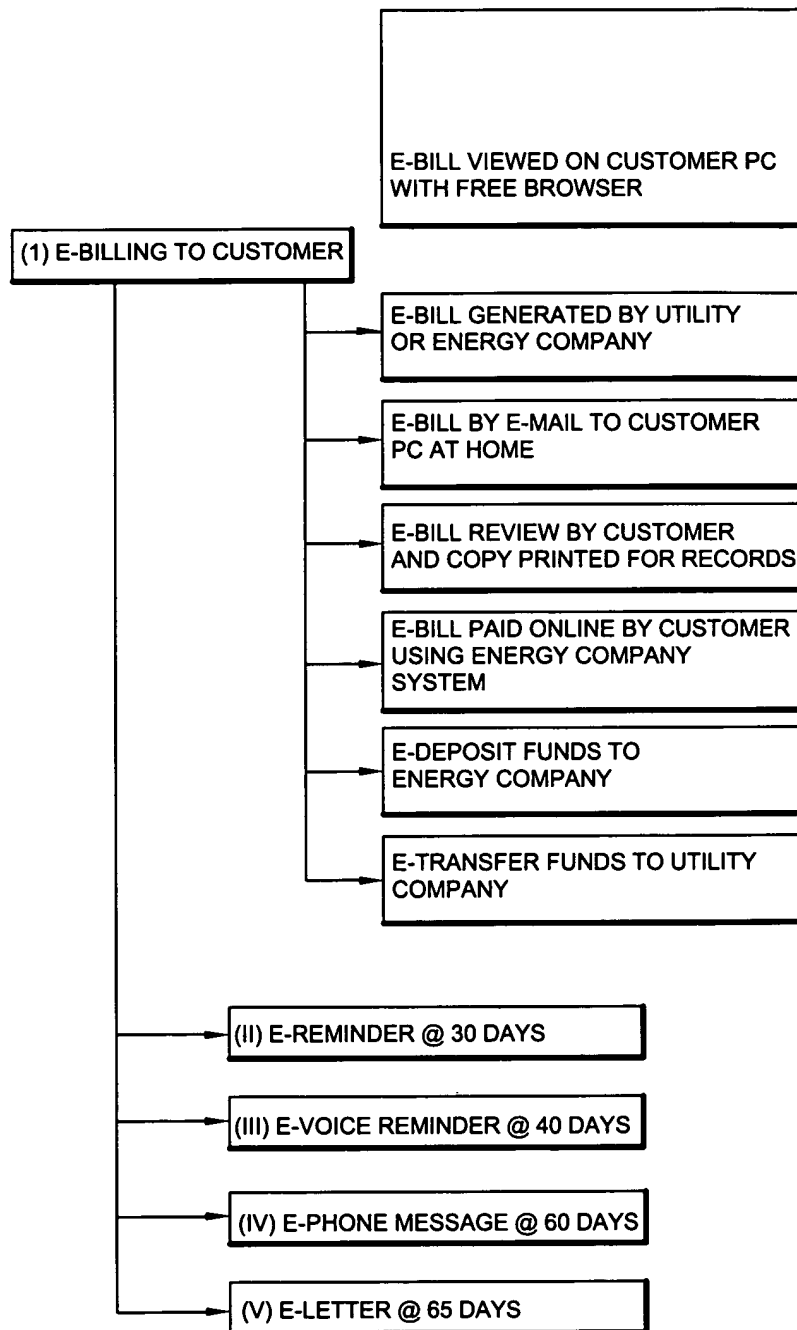 E-BILL VIEWED ON CUSTOMER PC
WITH FREE BROWSER
(1) E-BILLING TO CUSTOMER
E-BILL GENERATED BY UTILITY
OR ENERGY COMPANY
E-BILL BY E-MAIL TO CUSTOMER
PC AT HOME
E-BILL REVIEW BY CUSTOMER
AND COPY PRINTED FOR RECORDS
E-BILL PAID ONLINE BY CUSTOMER
USING ENERGY COMPANY
SYSTEM
E-DEPOSIT FUNDS TO
ENERGY COMPANY
E-TRANSFER FUNDS TO UTILITY
COMPANY
(II) E-REMINDER @ 30 DAYS
(III) E-VOICE REMINDER @ 40 DAYS
(IV) E-PHONE MESSAGE @ 60 DAYS
(V) E-LETTER @ 65 DAYS